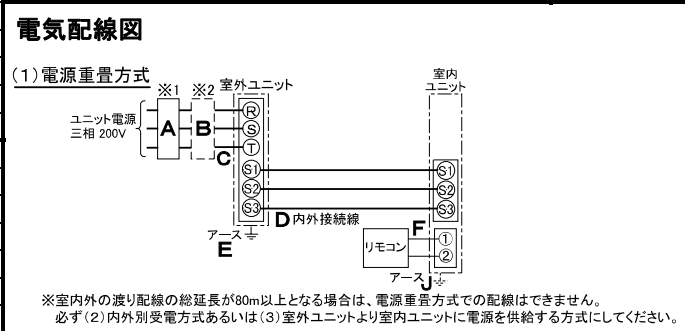 電気配線図
(1)電源重畳方式
※1
※2
室外ユニット
室内
ユニット
ユニット電源
三相 200V
A
B
C
R
S
T
S1
S2
S3
S1
S2
S3
D 内外接続線
アース
E
リモコン
F
①
②
アース J
※室内外の渡り配線の総延長が80m以上となる場合は、電源重畳方式での配線はできません。
必ず(2)内外別受電方式あるいは(3)室外ユニットより室内ユニットに電源を供給する方式にしてください。